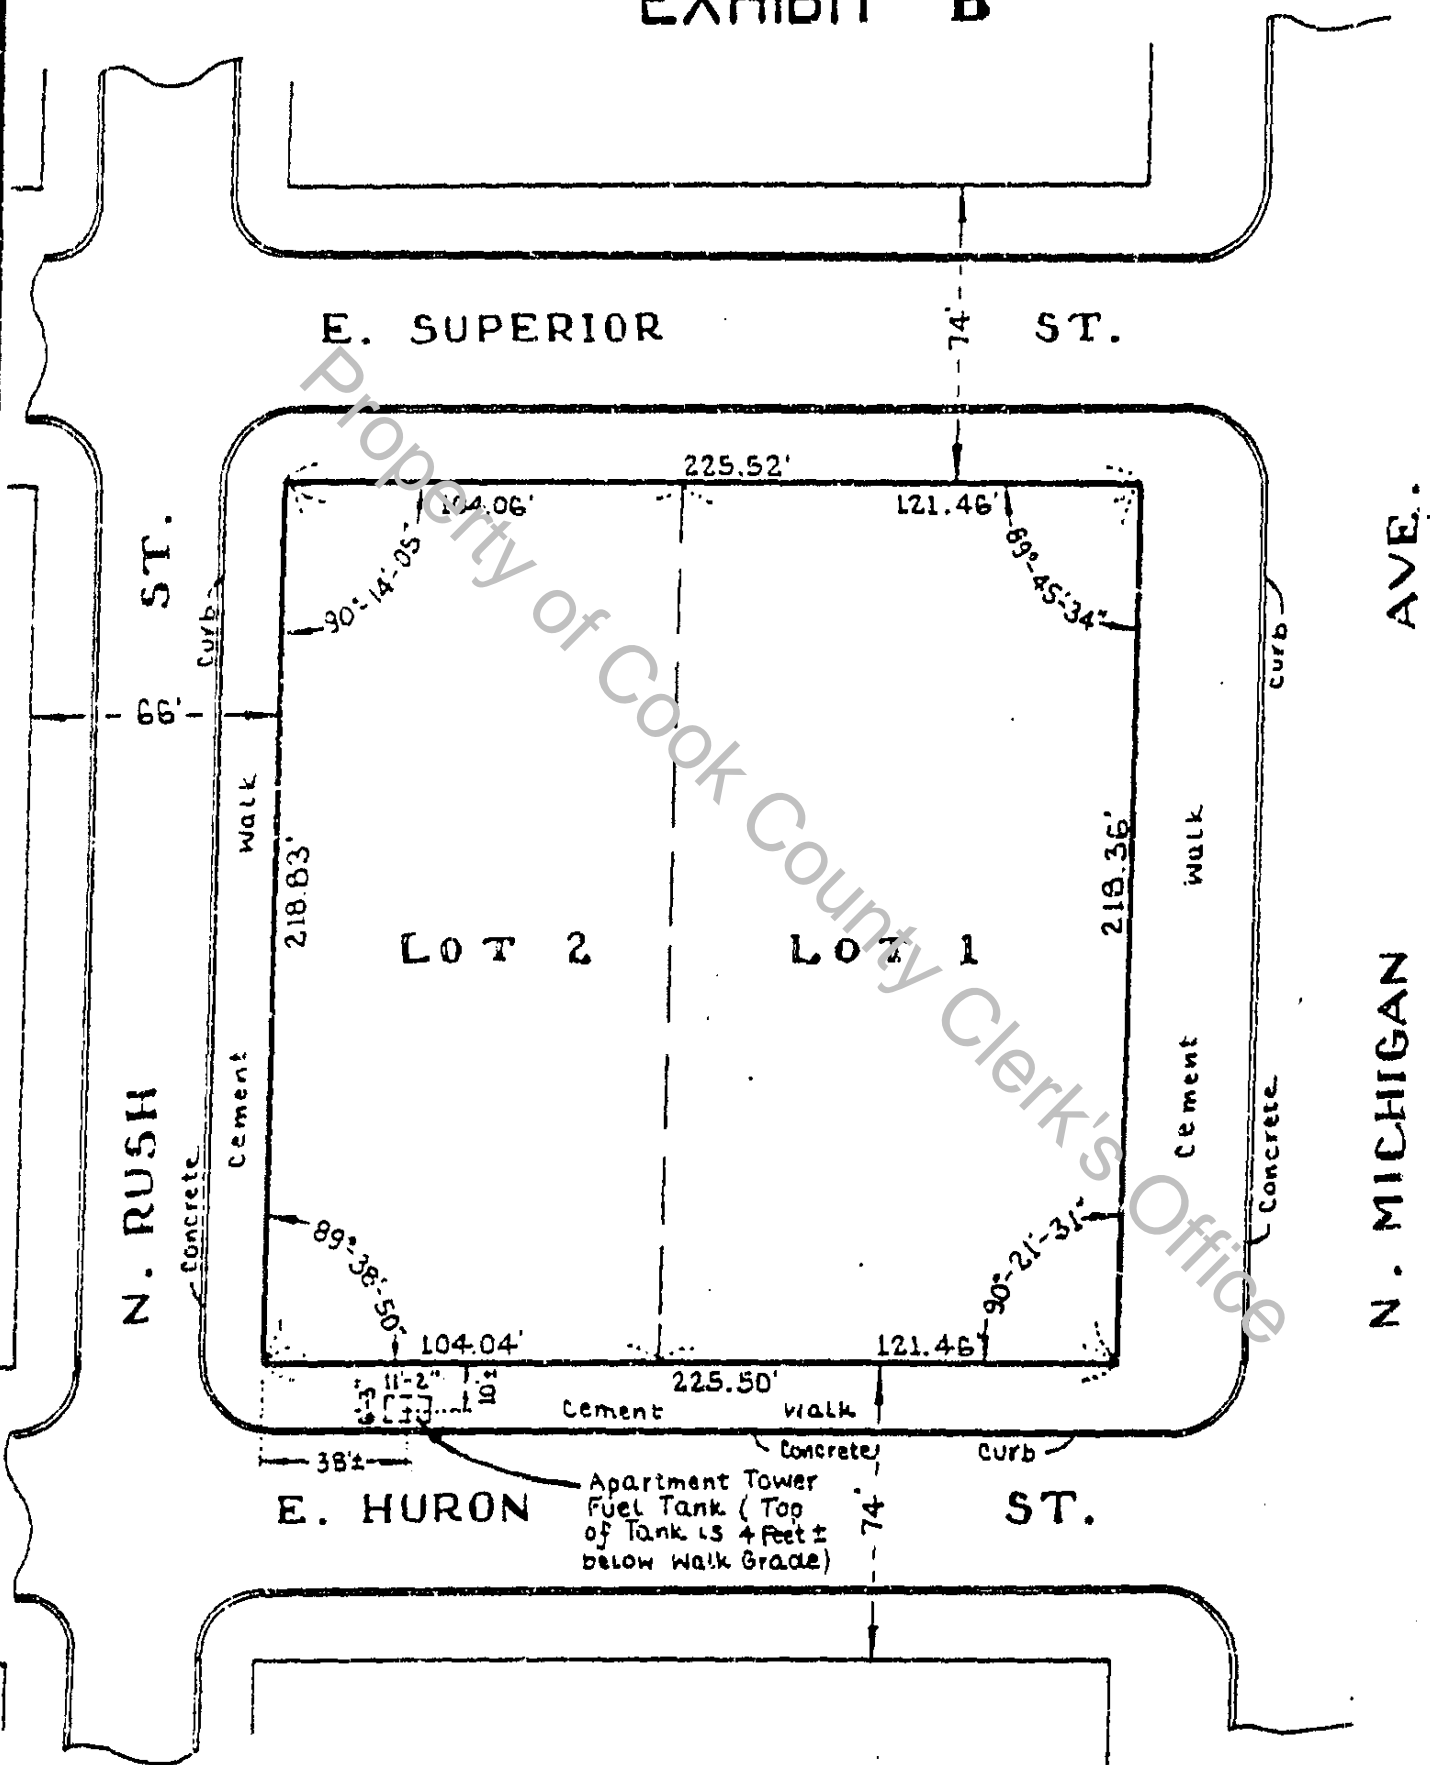 EXHIBIT B
E. SUPERIOR ST.
74'
225.52'
104.06'
121.46'
90°-14'-05"
89°-45'-34"
ST.
Curb
66'
Walk
218.83'
LOT 2
LOT 1
218.36'
Walk
Curb
AVE.
Cement
N. RUSH
Concrete
Cement
Concrete
N. MICHIGAN
89°-38'-50"
90°-21'-31"
104.04'
121.46'
225.50'
11'-2"
10'±
Cement Walk
Concrete Curb
38'±
Apartment Tower
Fuel Tank (Top
of Tank is 4 Feet ±
below Walk Grade)
E. HURON ST.
74'
Property of Cook County Clerk's Office